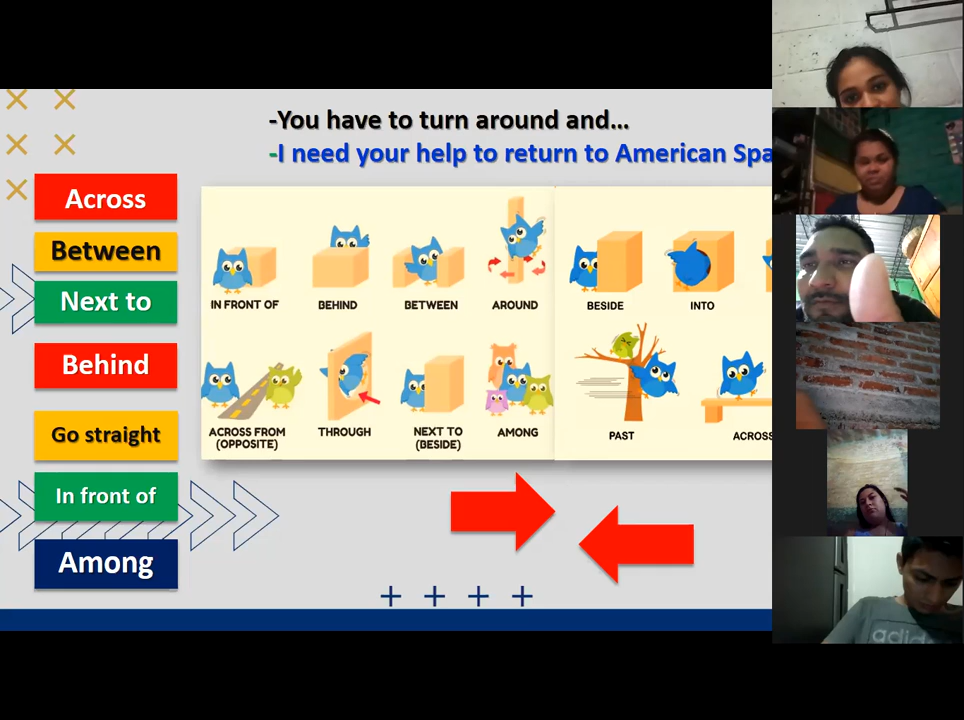 -You have to turn around and...
-I need your help to return to American Spa
Across
Between
Next to
Behind
Go straight
In front of
Among
IN FRONT OF
BEHIND
BETWEEN
AROUND
BESIDE
INTO
ACROSS FROM
(OPPOSITE)
THROUGH
NEXT TO
(BESIDE)
AMONG
PAST
ACROSS
adidas